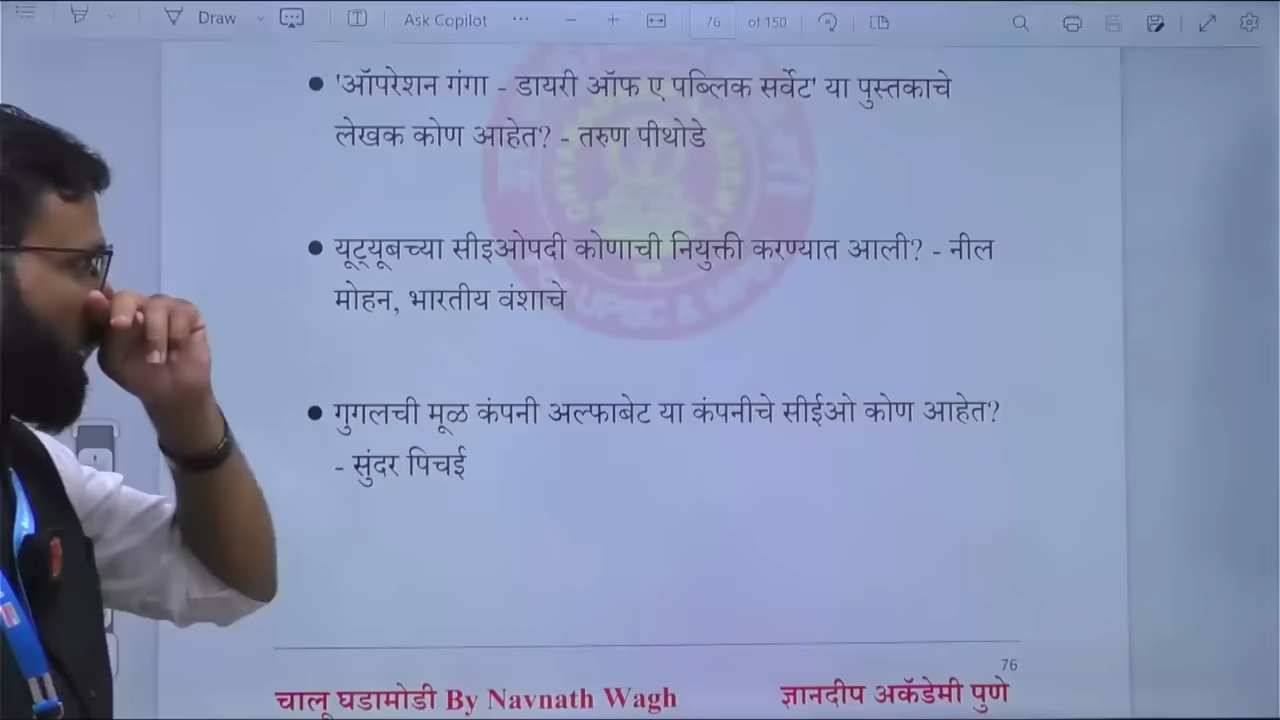 Draw
Ask Copilot
76 of 150
● 'ऑपरेशन गंगा - डायरी ऑफ ए पब्लिक सर्वेंट' या पुस्तकाचे
लेखक कोण आहेत? - तरुण पीथोडे
● यूट्यूबच्या सीइओपदी कोणाची नियुक्ती करण्यात आली? - नील
मोहन, भारतीय वंशाचे
● गुगलची मूळ कंपनी अल्फाबेट या कंपनीचे सीईओ कोण आहेत?
- सुंदर पिचई
UPSC &
76
चालू घडामोडी By Navnath Wagh ज्ञानदीप अकॅडेमी पुणे